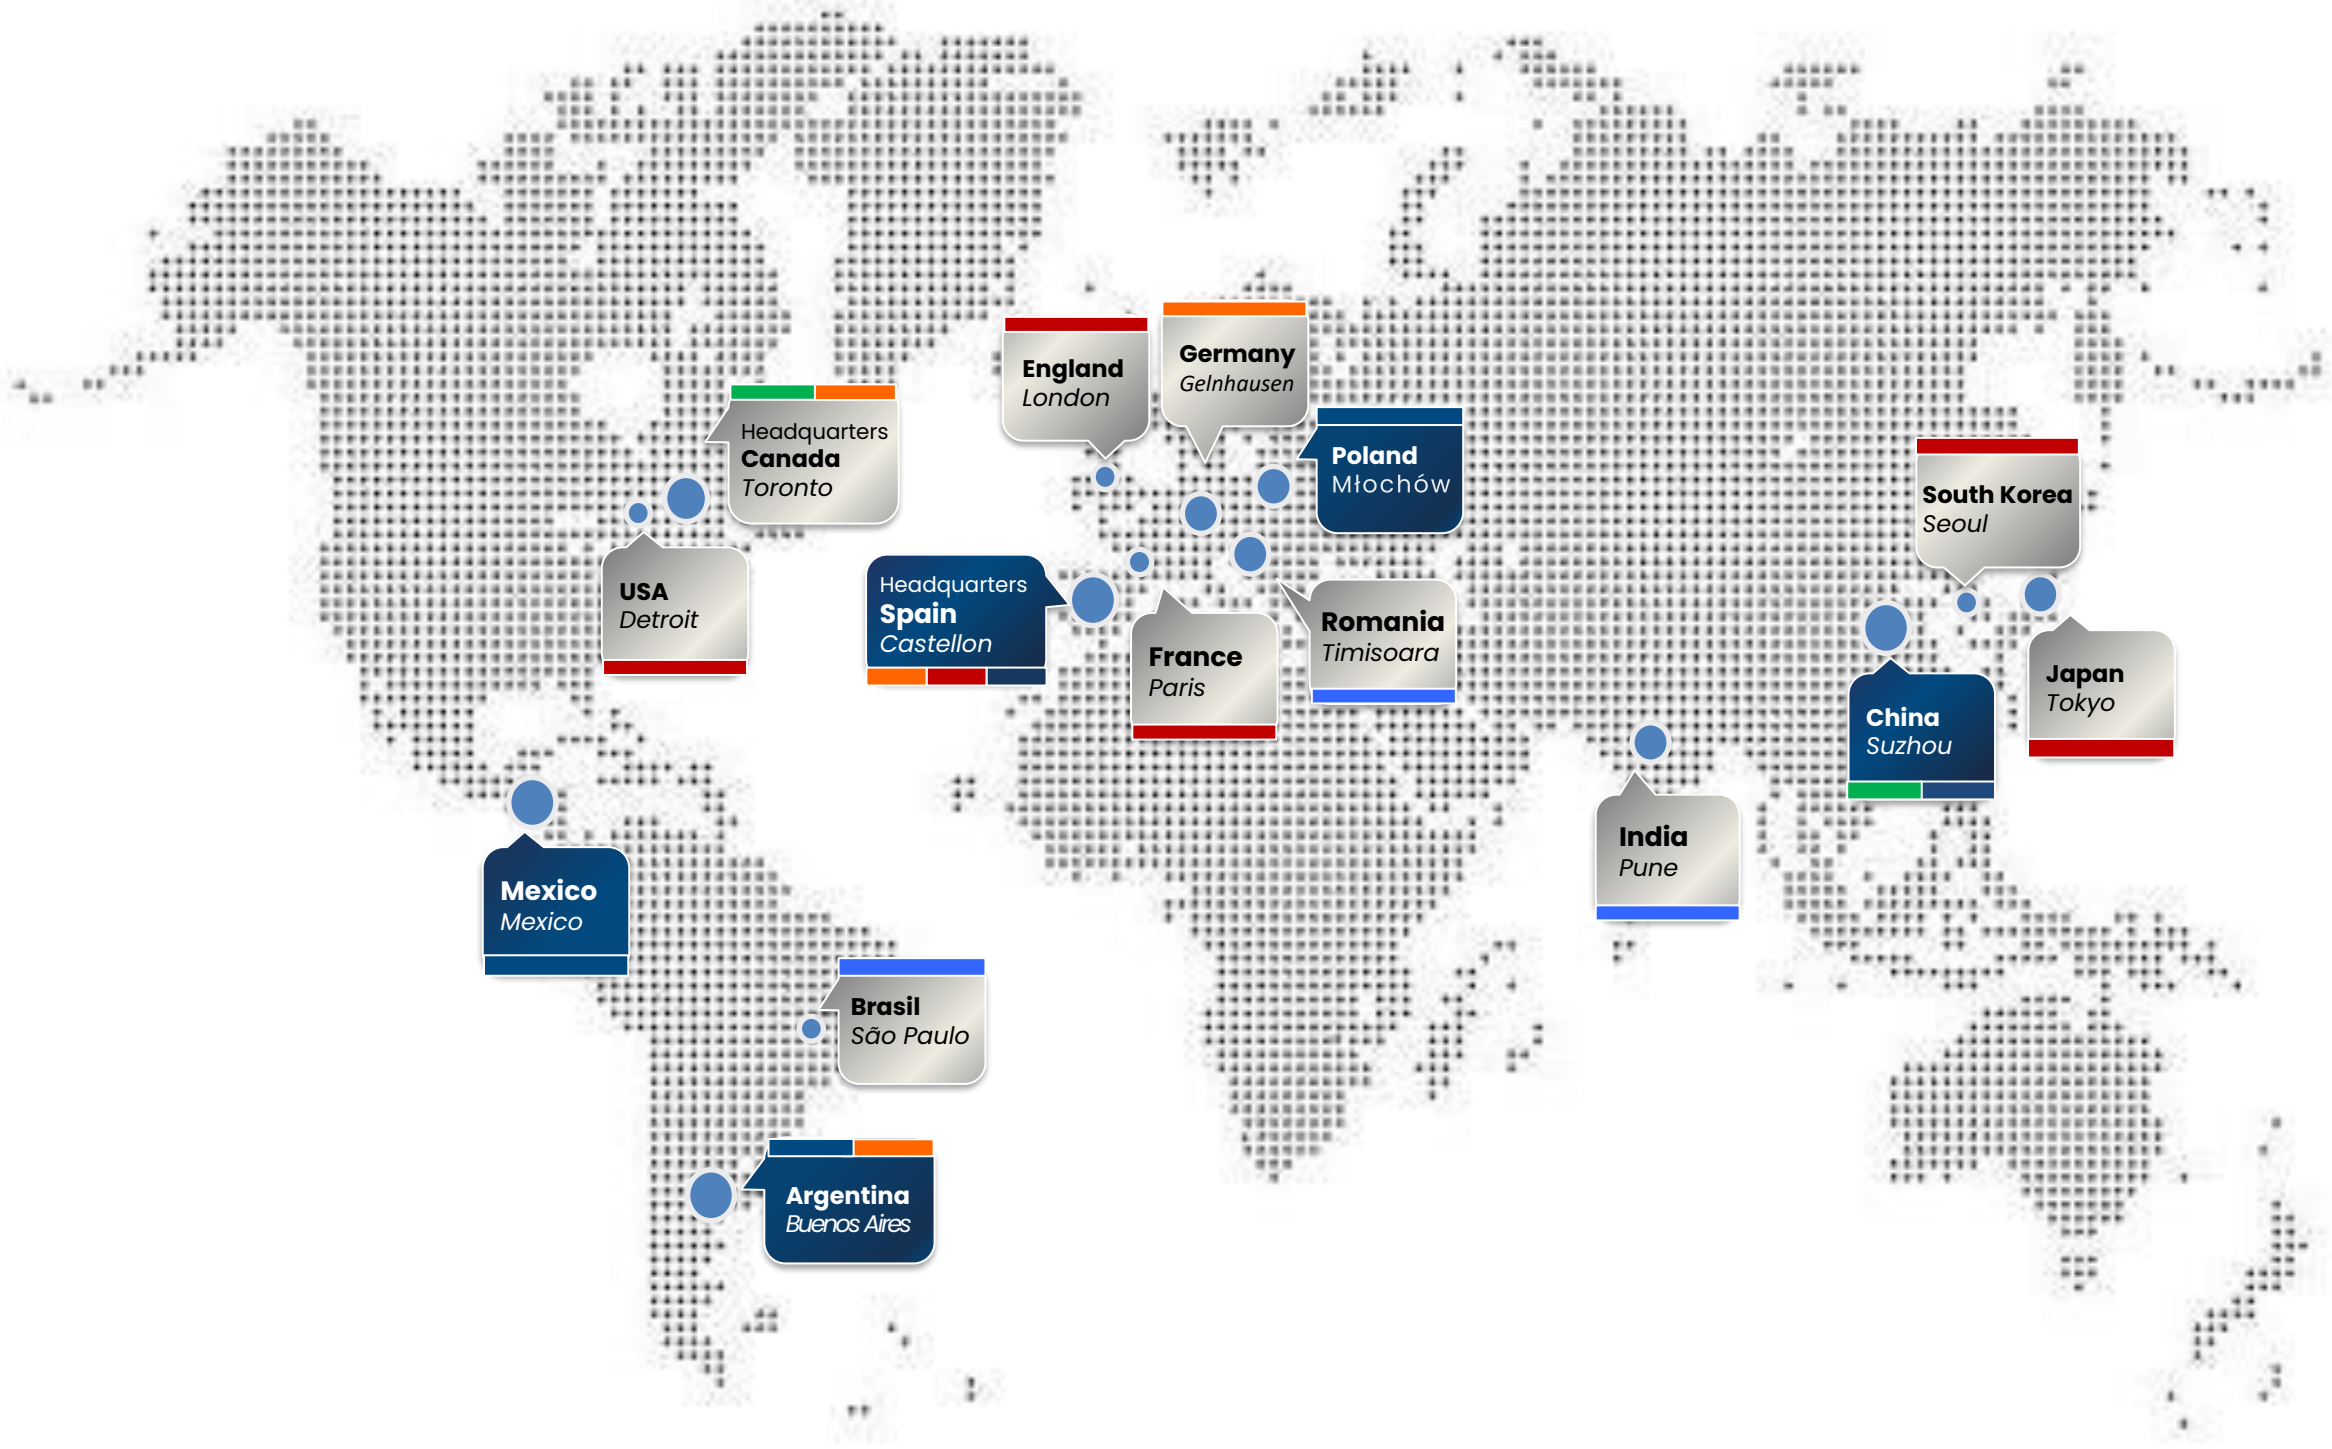 England
London
Germany
Gelnhausen
Headquarters
Canada
Toronto
Poland
Młochów
South Korea
Seoul
USA
Detroit
Headquarters
Spain
Castellon
France
Paris
Romania
Timisoara
Japan
Tokyo
China
Suzhou
India
Pune
Mexico
Mexico
Brasil
São Paulo
Argentina
Buenos Aires